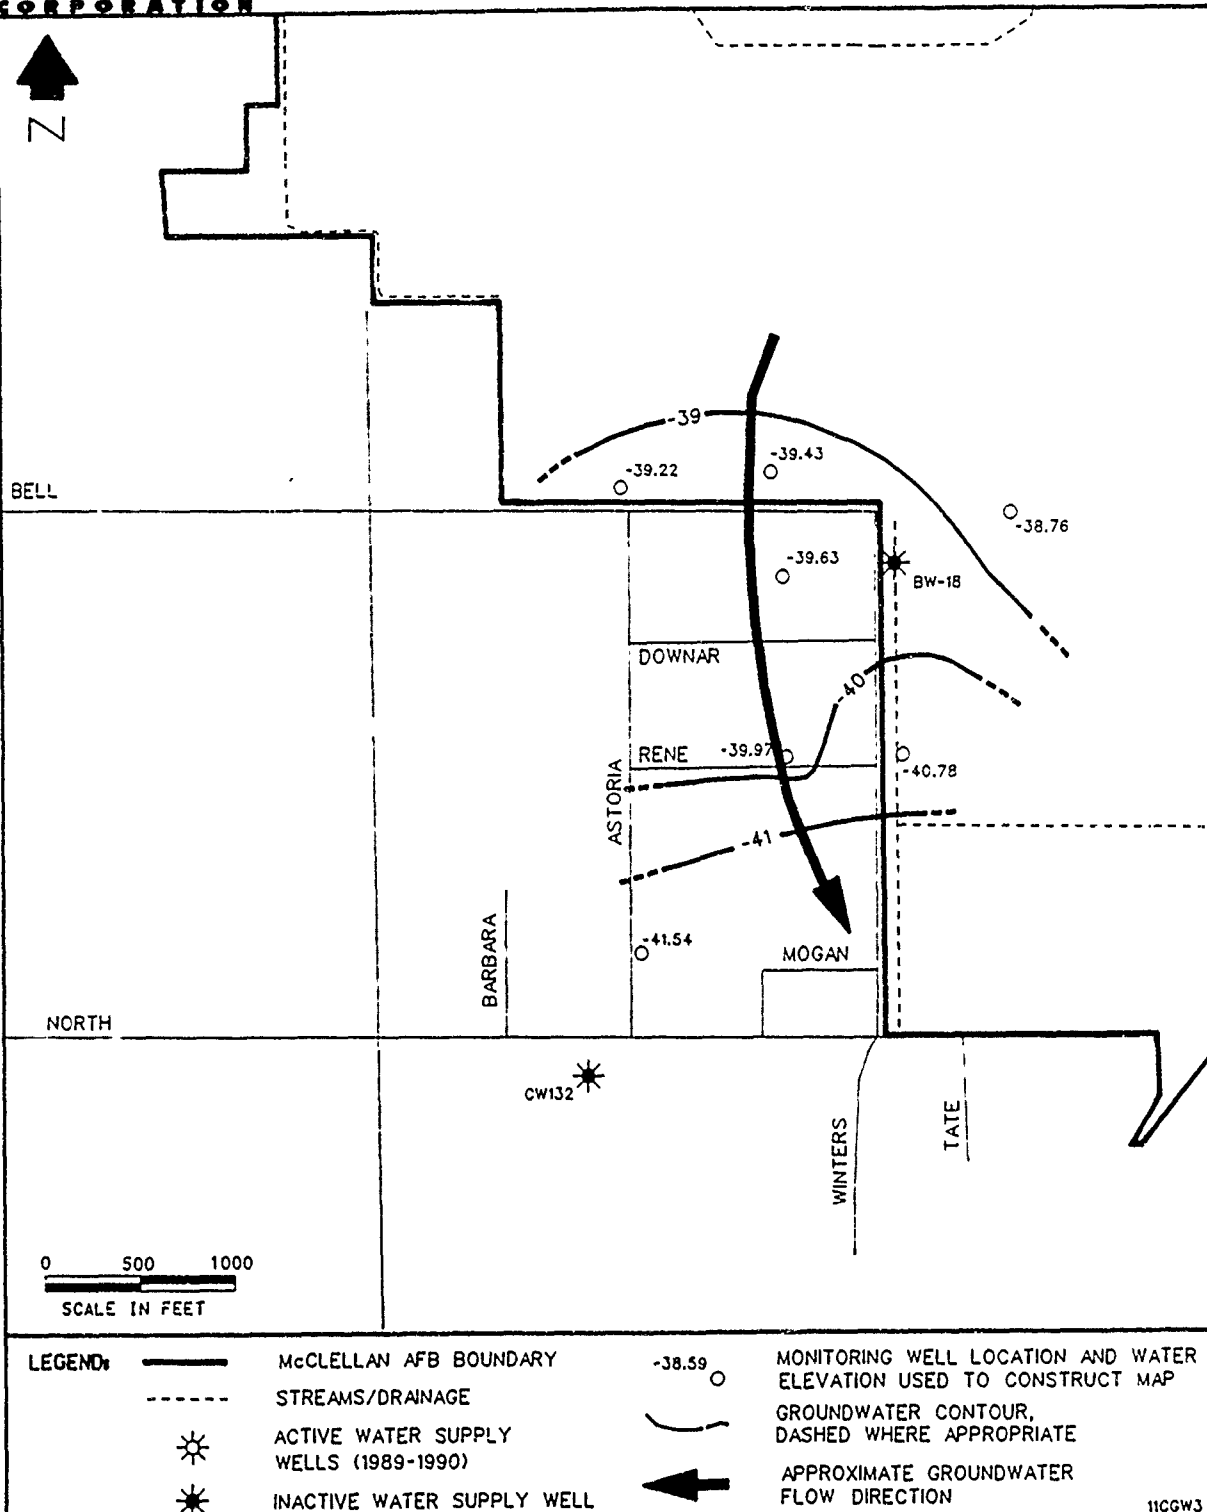 CORPORATION
N
-39
-39.43
-39.22
BELL
-38.76
-39.63
BW-18
DOWNAR
-40
RENE
-39.97
-40.78
ASTORIA
-41
BARBARA
-41.54
MOGAN
NORTH
CW132
WINTERS
TATE
0 500 1000
SCALE IN FEET
LEGEND:
McCLELLAN AFB BOUNDARY
STREAMS/DRAINAGE
ACTIVE WATER SUPPLY
WELLS (1989-1990)
INACTIVE WATER SUPPLY WELL
-38.59
MONITORING WELL LOCATION AND WATER
ELEVATION USED TO CONSTRUCT MAP
GROUNDWATER CONTOUR,
DASHED WHERE APPROPRIATE
APPROXIMATE GROUNDWATER
FLOW DIRECTION
11CGW3